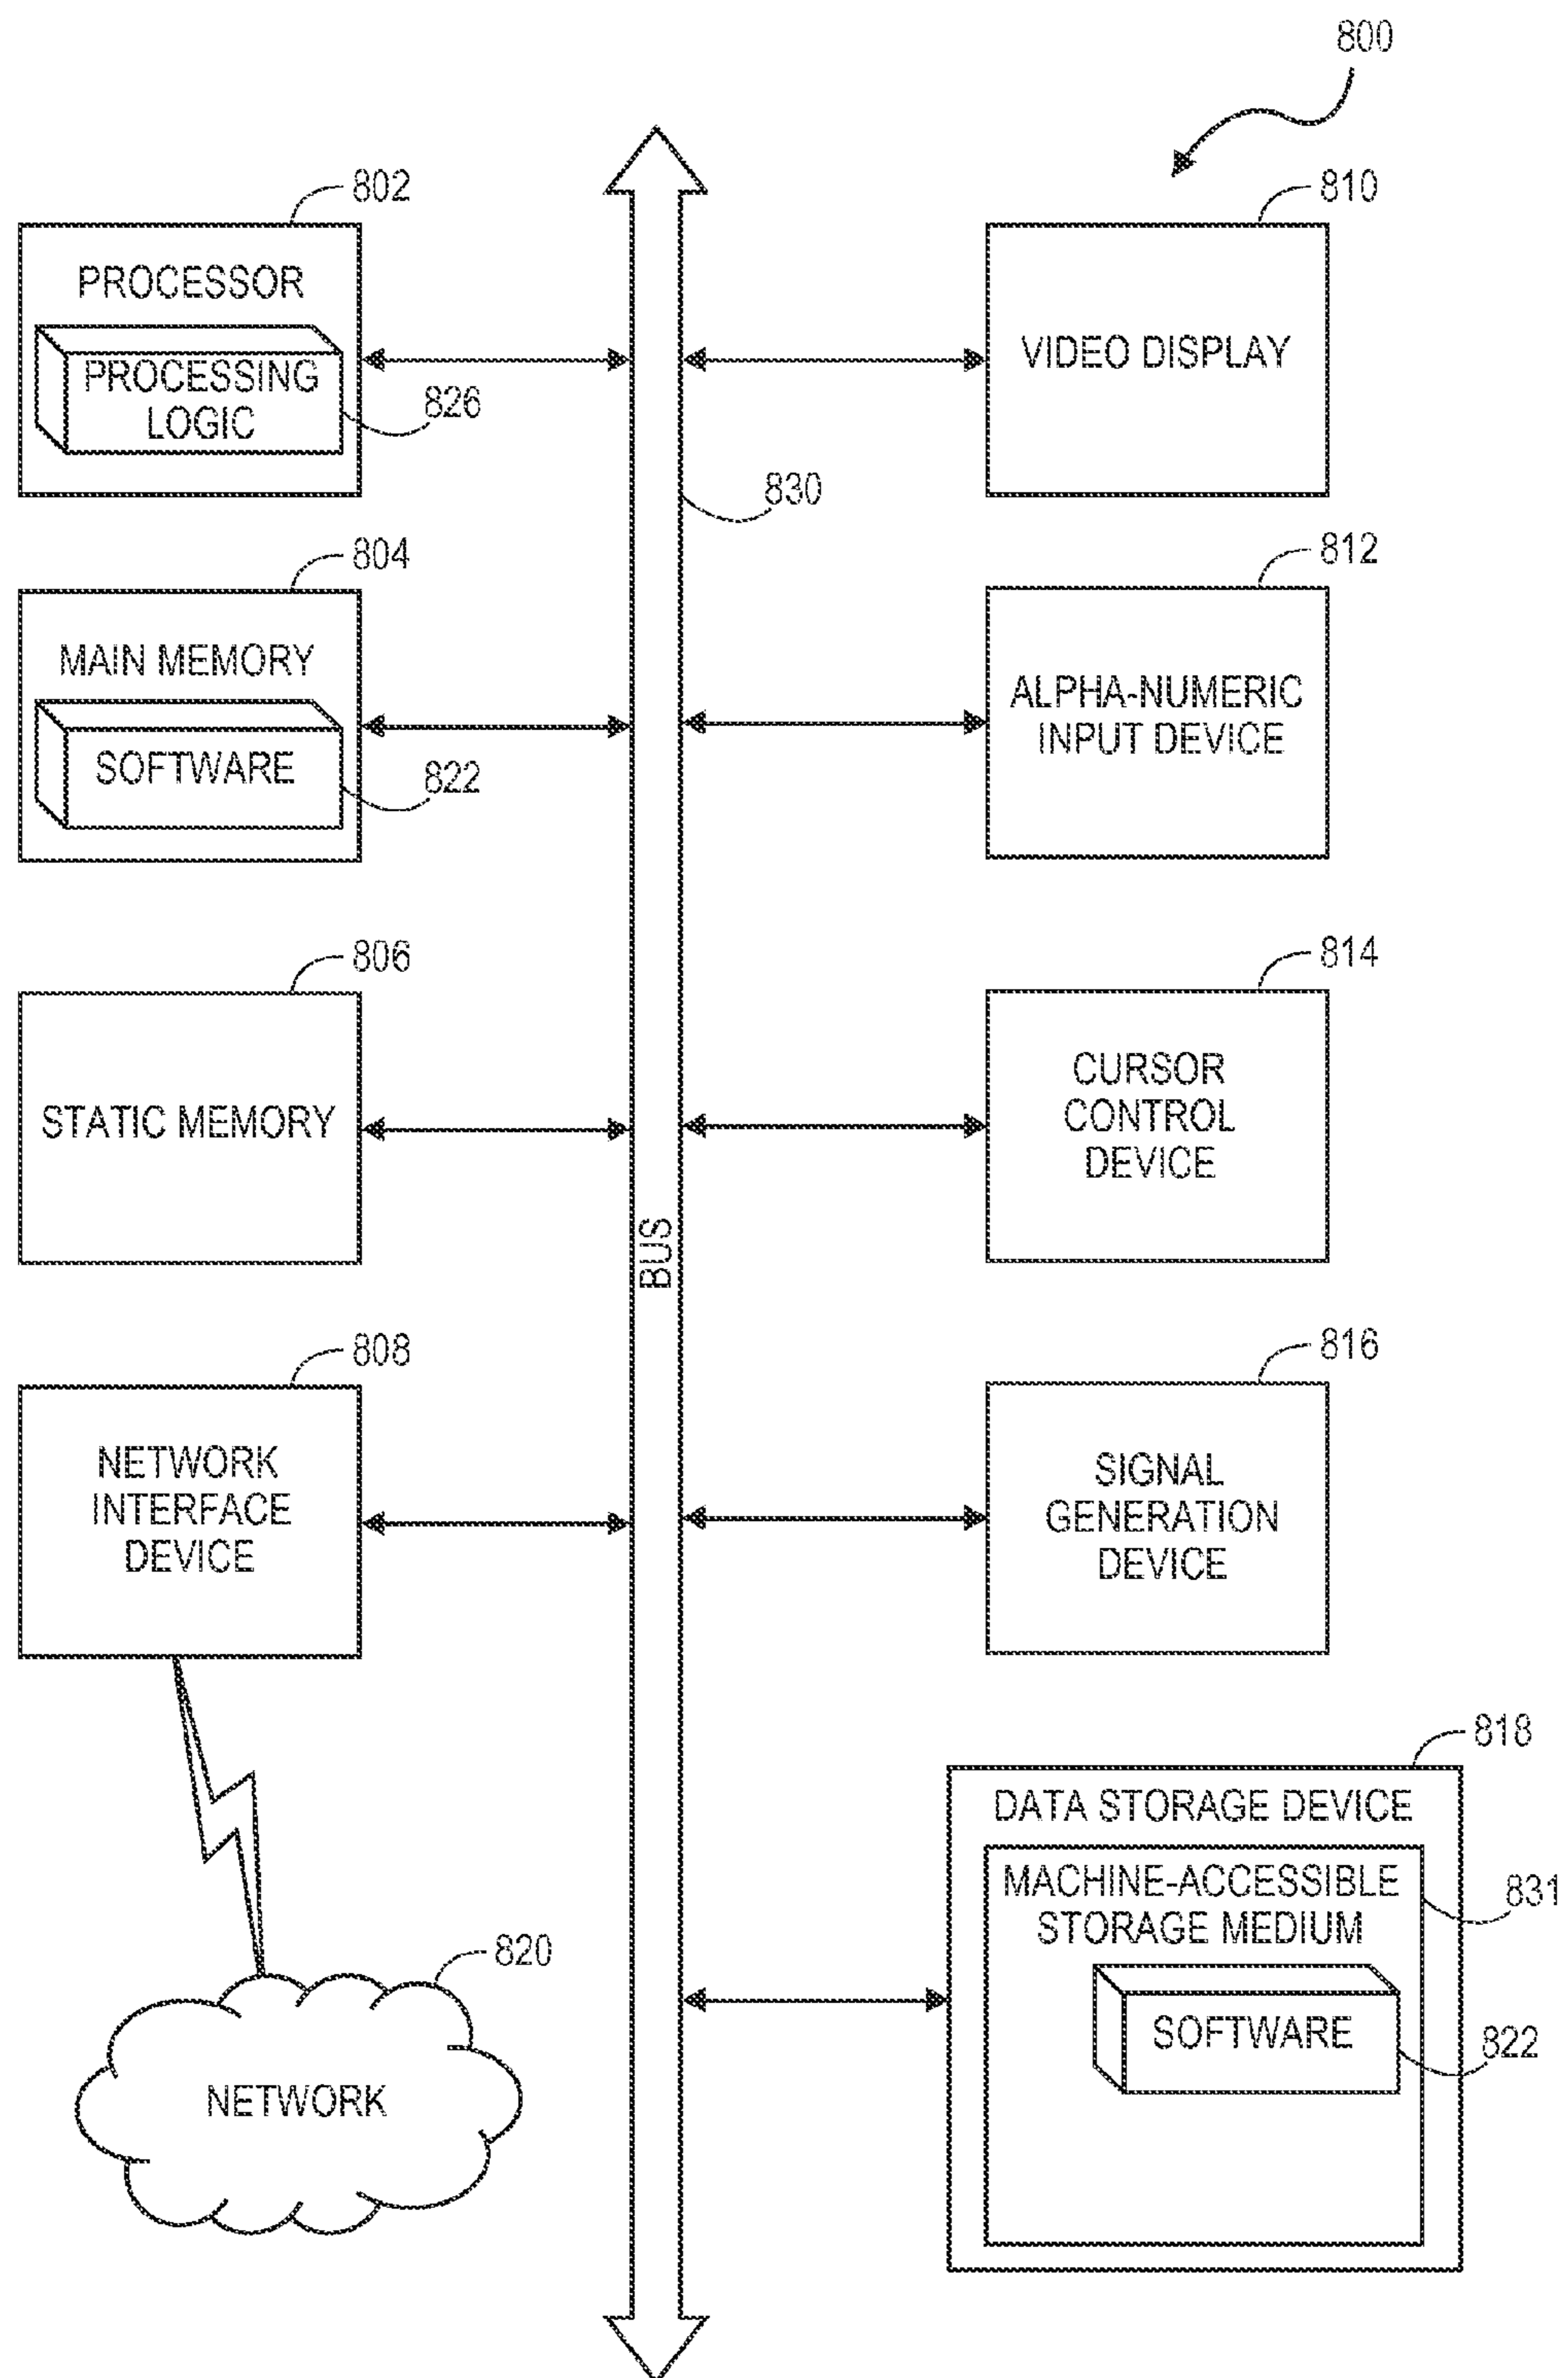 800
802
PROCESSOR
PROCESSING
LOGIC
826
804
MAIN MEMORY
SOFTWARE
822
806
STATIC MEMORY
808
NETWORK
INTERFACE
DEVICE
820
NETWORK
830
BUS
810
VIDEO DISPLAY
812
ALPHA-NUMERIC
INPUT DEVICE
814
CURSOR
CONTROL
DEVICE
816
SIGNAL
GENERATION
DEVICE
818
DATA STORAGE DEVICE
MACHINE-ACCESSIBLE
STORAGE MEDIUM
831
SOFTWARE
822